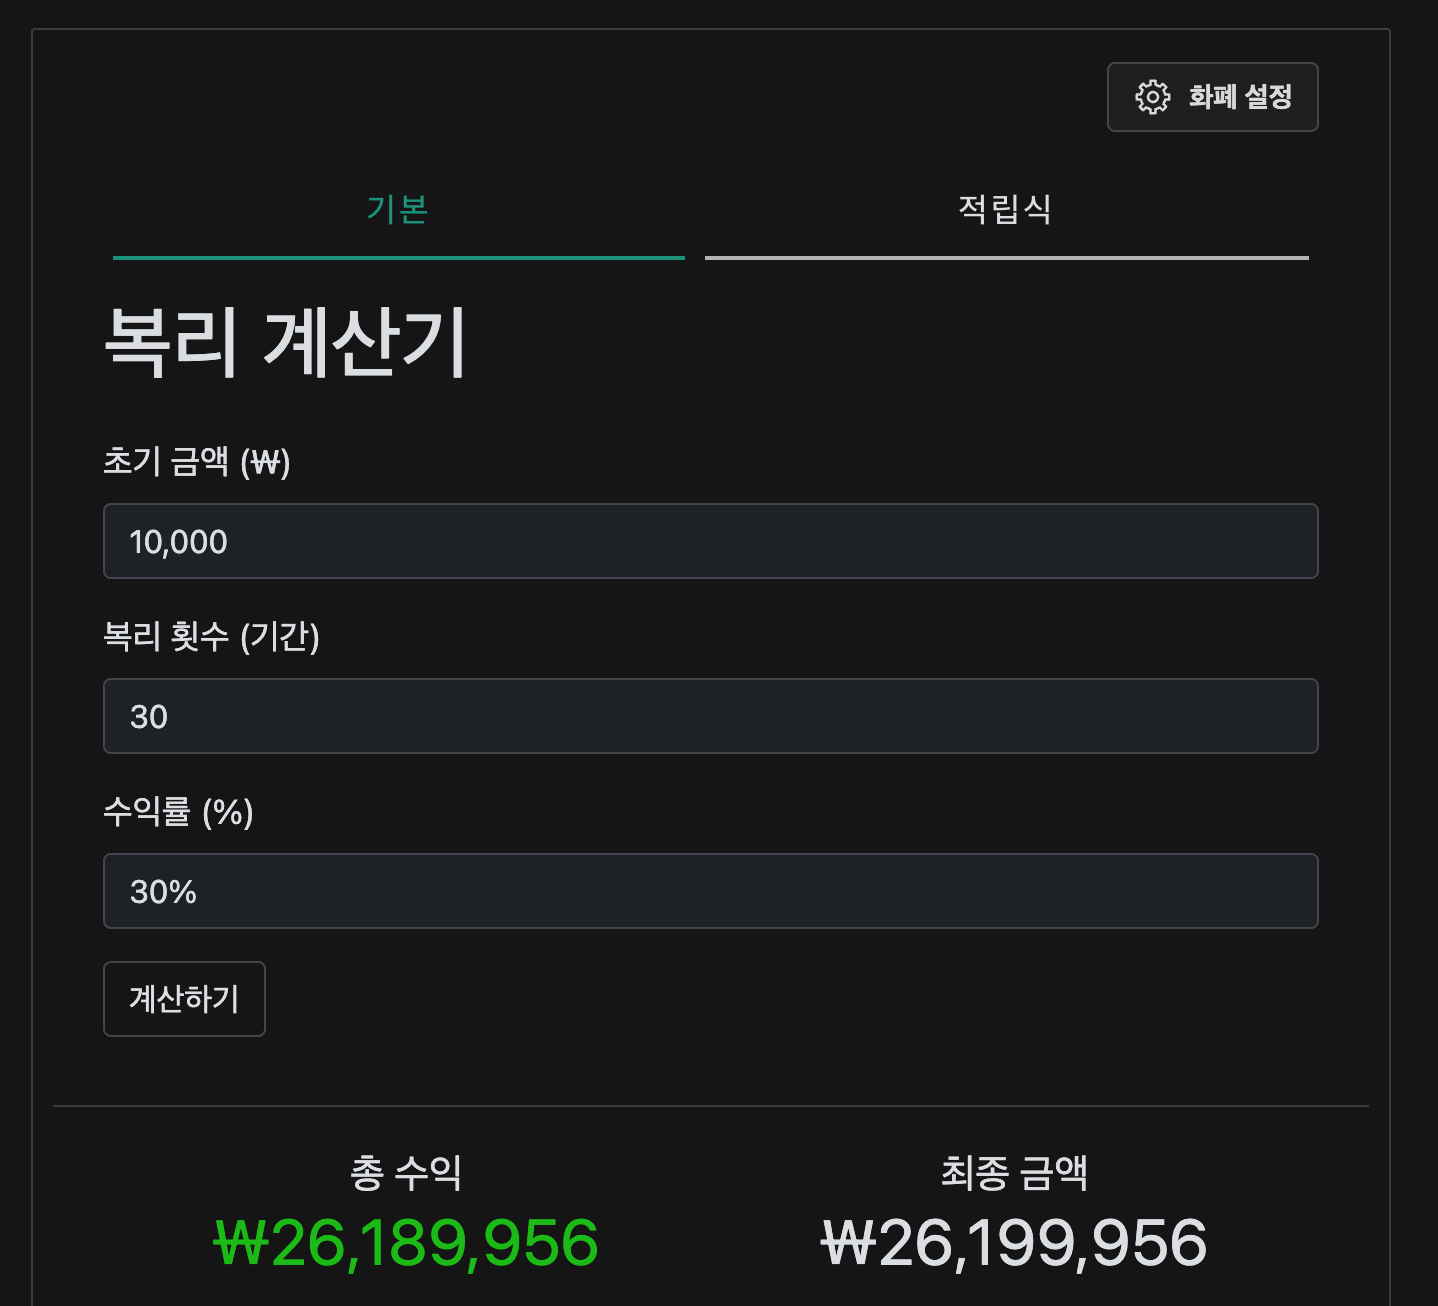 화폐 설정
기본
적립식
복리 계산기
초기 금액 (₩)
10,000
복리 횟수 (기간)
30
수익률 (%)
30%
계산하기
총 수익
최종 금액
₩26,189,956
₩26,199,956